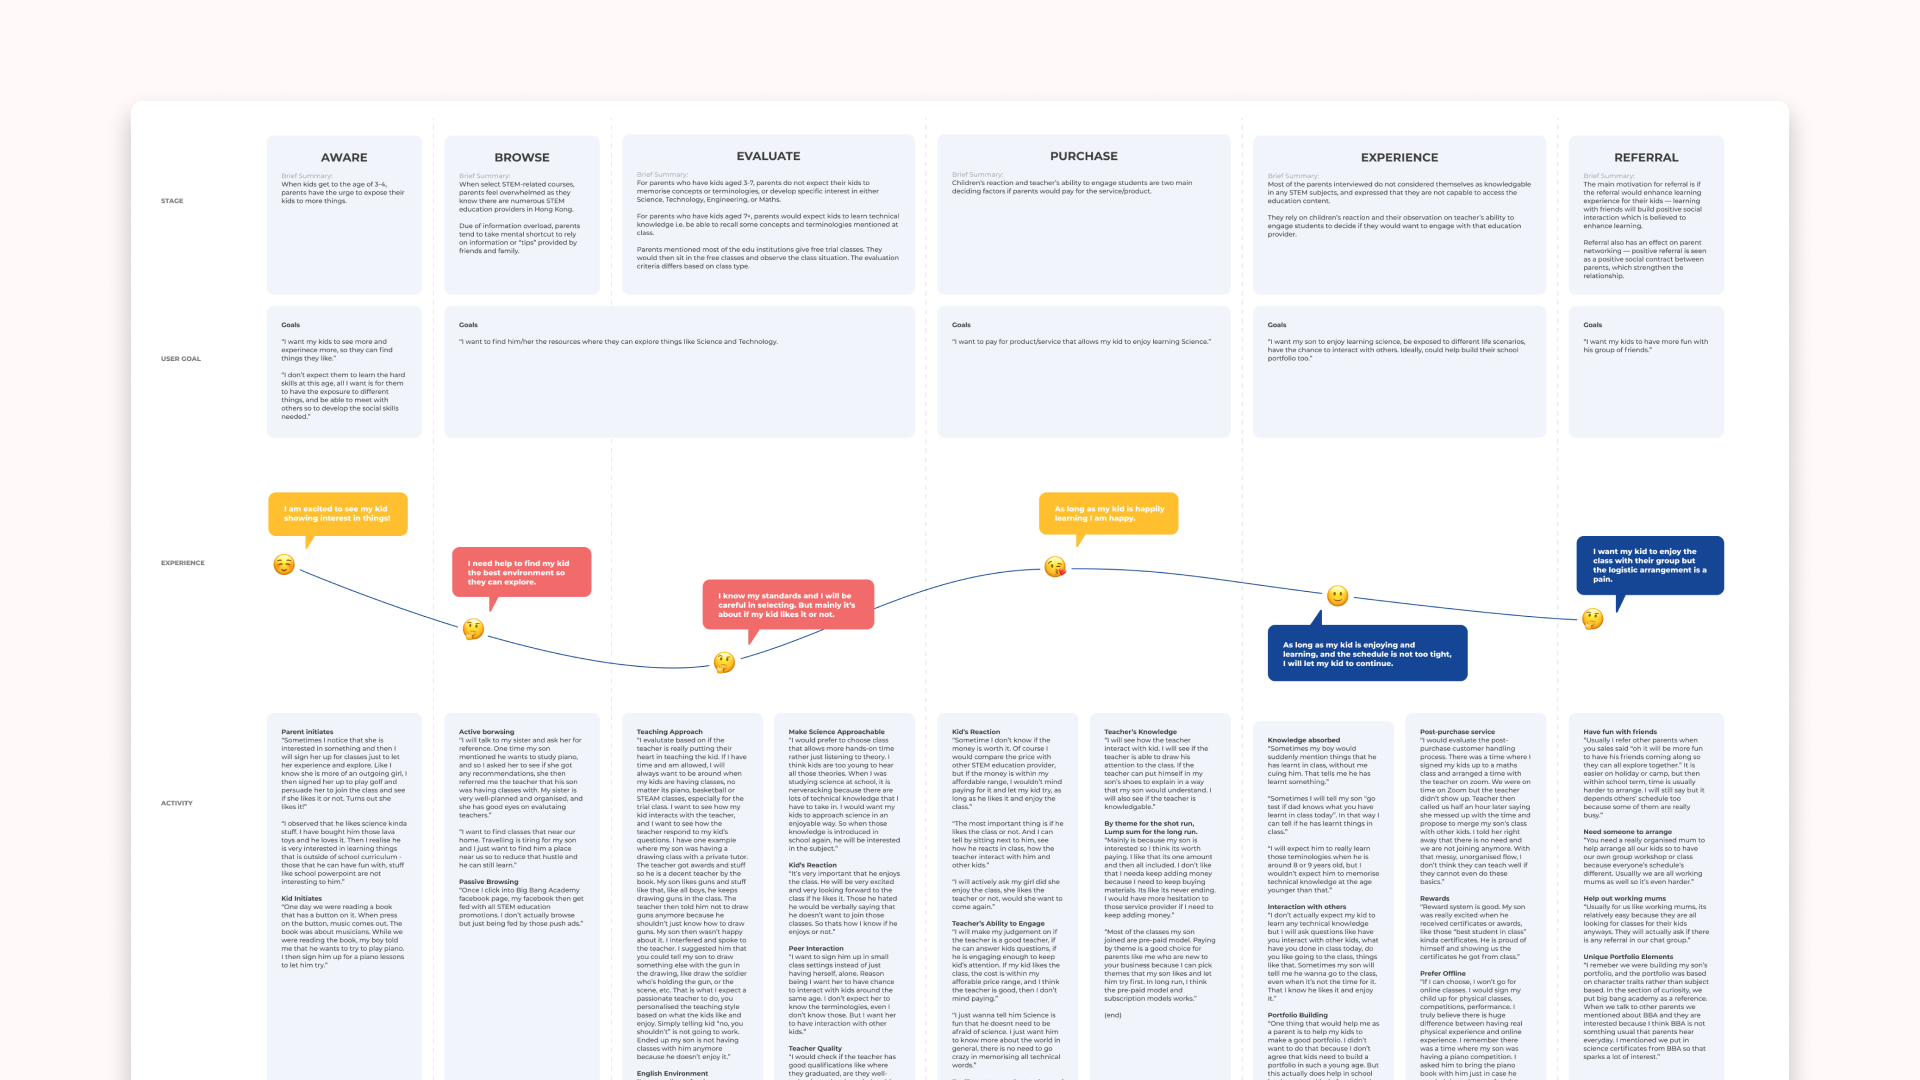 STAGE
AWARE
Brief Summary:
When kids get to the age of 3-4,
parents have the urge to expose their
kids to more things.
BROWSE
Brief Summary:
When select STEM-related courses,
parents feel overwhelmed as they
know there are numerous STEM
education providers in Hong Kong.
Due of information overload, parents
tend to take mental shortcut to rely
on information or "tips" provided by
friends and family.
EVALUATE
Brief Summary:
For parents who have kids aged 3-7, parents do not expect their kids to
memorise concepts or terminologies, or develop specific interest in either
Science, Technology, Engineering, or Maths.
For parents who have kids aged 7+, parents would expect kids to learn technical
knowledge i.e. be able to recall some concepts and terminologies mentioned at
class.
Parents mentioned most of the edu institutions give free trial classes. They
would then sit in the free classes and observe the class situation. The evaluation
criteria differs based on class type.
PURCHASE
Brief Summary:
Children's reaction and teacher's ability to engage students are two main
deciding factors if parents would pay for the service/product.
EXPERIENCE
Brief Summary:
Most of the parents interviewed do not considered themselves as knowledgable
in any STEM subjects, and expressed that they are not capable to access the
education content.
They rely on children's reaction and their observation on teacher's ability to
engage students to decide if they would want to engage with that education
provider.
REFERRAL
Brief Summary:
The main motivation for referral is if
the referral would enhance learning
experience for their kids — learning
with friends will build positive social
interaction which is believed to
enhance learning.
Referral also has an effect on parent
networking — positive referral is seen
as a positive social contract between
parents, which strengthen the
relationship.
USER GOAL
Goals
"I want my kids to see more and
experinece more, so they can find
things they like."
"I don't expect them to learn the hard
skills at this age, all I want is for them
to have the exposure to different
things, and be able to meet with
others so to develop the social skills
needed."
Goals
"I want to find him/her the resources where they can explore things like Science and Technology.
Goals
"I want to pay for product/service that allows my kid to enjoy learning Science."
Goals
"I want my son to enjoy learning science, be exposed to different life scenarios,
have the chance to interact with others. Ideally, could help build their school
portfolio too."
Goals
"I want my kids to have more fun with
his group of friends."
EXPERIENCE
I am excited to see my kid
showing interest in things!
I need help to find my kid
the best environment so
they can explore.
I know my standards and I will be
careful in selecting. But mainly it's
about if my kid likes it or not.
As long as my kid is happily
learning I am happy.
As long as my kid is enjoying and
learning, and the schedule is not too tight,
I will let my kid to continue.
I want my kid to enjoy the
class with their group but
the logistic arrangement is a
pain.
ACTIVITY
Parent initiates
"Sometimes I notice that she is
interested in something and then I
will sign her up for classes just to let
her experience and explore. Like I
know she is more of an outgoing girl, I
then signed her up to play golf and
persuade her to join the class and see
if she likes it or not. Turns out she
likes it!"
"I observed that he likes science kinda
stuff. I have bought him those lava
toys and he loves it. Then I realise he
is very interested in learning things
that is outside of school curriculum -
those that he can have fun with, stuff
like school powerpoint are not
interesting to him."
Kid Initiates
"One day we were reading a book
that has a button on it. When press
on the button, music comes out. The
book was about musicians. While we
were reading the book, my boy told
me that he wants to try to play piano.
I then sign him up for a piano lessons
to let him try."
Active borwsing
"I will talk to my sister and ask her for
reference. One time my son
mentioned he wants to study piano,
and so I asked her to see if she got
any recommendations, she then
referred me the teacher that his son
was having classes with. My sister is
very well-planned and organised, and
she has good eyes on evalutaing
teachers."
"I want to find classes that near our
home. Travelling is tiring for my son
and I just want to find him a place
near us so to reduce that hustle and
he can still learn."
Passive Browsing
"Once I click into Big Bang Academy
facebook page, my facebook then get
fed with all STEM education
promotions. I don't actually browse
but just being fed by those push ads."
Teaching Approach
"I evalutate based on if the
teacher is really putting their
heart in teaching the kid. If I have
time and am allowed, I will
always want to be around when
my kids are having classes, no
matter its piano, basketball or
STEAM classes, especially for the
trial class. I want to see how my
kid interacts with the teacher,
and I want to see how the
teacher respond to my kid's
questions. I have one example
where my son was having a
drawing class with a private tutor.
The teacher got awards and stuff
so he is a decent teacher by the
book. My son likes guns and stuff
like that, like all boys, he keeps
drawing guns in the class. The
teacher then told him not to draw
guns anymore because he
shouldn't just know how to draw
guns. My son then wasn't happy
about it. I interfered and spoke to
the teacher. I suggested him that
you could tell my son to draw
something else with the gun in
the drawing, like draw the soldier
who's holding the gun, or the
scene, etc. That is what I expect a
passionate teacher to do, you
personalised the teaching style
based on what the kids like and
enjoy. Simply telling kid "no, you
shouldn't" is not going to work.
Ended up my son is not having
classes with him anymore
because he doesn't enjoy it."
English Environment
Make Science Approachable
"I would prefer to choose class
that allows more hands-on time
rather just listening to theory. I
think kids are too young to hear
all those theories. When I was
studying science at school, it is
nerveracking because there are
lots of technical knowledge that I
have to take in. I would want my
kids to approach science in an
enjoyable way. So when those
knowledge is introduced in
school again, he will be interested
in the subject."
Kid's Reaction
"It's very important that he enjoys
the class. He will be very excited
and very looking forward to the
class if he likes it. Those he hated
he would be verbally saying that
he doesn't want to join those
classes. So thats how I know if he
enjoys or not."
Peer Interaction
"I want to sign him up in small
class settings instead of just
having herself, alone. Reason
being I want her to have chance
to interact with kids around the
same age. I don't expect her to
know the terminologies, even I
don't know those. But I want her
to have interaction with other
kids."
Teacher Quality
"I would check if the teacher has
good qualifications like where
they graduated, are they well-
Kid's Reaction
"Sometime I don't know if the
money is worth it. Of course I
would compare the price with
other STEM education provider,
but if the money is within my
affordable range, I wouldn't mind
paying for it and let my kid try, as
long as he likes it and enjoy the
class."
"The most important thing is if he
likes the class or not. And I can
tell by sitting next to him, see
how he reacts in class, how the
teacher interact with him and
other kids."
"I will actively ask my girl did she
enjoy the class, she likes the
teacher or not, would she want to
come again."
Teacher's Ability to Engage
"I will make my judgement on if
the teacher is a good teacher, if
he can answer kids questions, if
he is engaging enough to keep
kid's attention. If my kid likes the
class, the cost is within my
afforable price range, and I think
the teacher is good, then I don't
mind paying."
"I just wanna tell him Science is
fun that he doesnt need to be
afraid of science. I just want him
to know more about the world in
general, there is no need to go
crazy in memorising all technical
words."
Teacher's Knowledge
"I will see how the teacher
interact with kid. I will see if the
teacher is able to draw his
attention to the class. If the
teacher can put himself in my
son's shoes to explain in a way
that my son would understand. I
will also see if the teacher is
knowledgable."
By theme for the shot run,
Lump sum for the long run.
"Mainly is because my son is
interested so I think its worth
paying. I like that its one amount
and then all included. I don't like
that I needa keep adding money
because I need to keep buying
materials. Its like its never ending.
I would have more hesitation to
those service provider if I need to
keep adding money."
"Most of the classes my son
joined are pre-paid model. Paying
by theme is a good choice for
parents like me who are new to
your business because I can pick
themes that my son likes and let
him try first. In long run, I think
the pre-paid model and
subscription models works."
(end)
Knowledge absorbed
"Sometimes my boy would
suddenly mention things that he
has learnt in class, without me
cuing him. That tells me he has
learnt something."
"Sometimes I will tell my son "go
test if dad knows what you have
learnt in class today". In that way I
can tell if he has learnt things in
class."
"I will expect him to really learn
those teminologies when he is
around 8 or 9 years old, but I
wouldn't expect him to memorise
technical knowledge at the age
younger than that."
Interaction with others
"I don't actually expect my kid to
learn any technical knowledge
but I will ask questions like have
you interact with other kids, what
have you done in class today, do
you like going to the class, things
like that. Sometimes my son will
tell me he wanna go to the class,
even when it's not the time for it.
That I know he likes it and enjoy
it."
Portfolio Building
"One thing that would help me as
a parent is to help my kids to
make a good portfolio. I didn't
want to do that because I don't
agree that kids need to build a
portfolio in such a young age. But
this actually does help in school
Post-purchase service
"I would evaluate the post-
purchase customer handling
process. There was a time where I
signed my kids up to a maths
class and arranged a time with
the teacher on zoom. We were on
time on Zoom but the teacher
didn't show up. Teacher then
called us half an hour later saying
she messed up with the time and
propose to merge my son's class
with other kids. I told her right
away that there is no need and
we are not joining anymore. With
that messy, unorganised flow, I
don't think they can teach well if
they cannot even do these
basics."
Rewards
"Reward system is good. My son
was really excited when he
received certificates or awards,
like those "best student in class"
kinda certificates. He is proud of
himself and showing us the
certificates he got from class."
Prefer Offline
"If I can choose, I won't go for
online classes. I would sign my
child up for physical classes,
competitions, performance. I
truly believe there is huge
difference between having real
physical experience and online
experience. I remember there
was a time where my son was
having a piano competition. I
asked him to bring the piano
book with him just in case he
Have fun with friends
"Usually I refer other parents when
you sales said "oh it will be more fun
to have his friends coming along so
they can all explore together." It is
easier on holiday or camp, but then
within school term, time is usually
harder to arrange. I will still say but it
depends others' schedule too
because some of them are really
busy."
Need someone to arrange
"You need a really organised mum to
help arrange all our kids so to have
our own group workshop or class
because everyone's schedule's
different. Usually we are all working
mums as well so it's even harder."
Help out working mums
"Usually for us like working mums, its
relatively easy because they are all
looking for classes for their kids
anyways. They will actually ask if there
is any referral in our chat group."
Unique Portfolio Elements
"I remeber we were building my son's
portfolio, and the portfolio was based
on character traits rather than subject
based. In the section of curiosity, we
put big bang academy as a reference.
When we talk to other parents we
mentioned about BBA and they are
interested because I think BBA is not
somthing usual that parents hear
everyday. I mentioned we put in
science certificates from BBA so that
sparks a lot of interest."